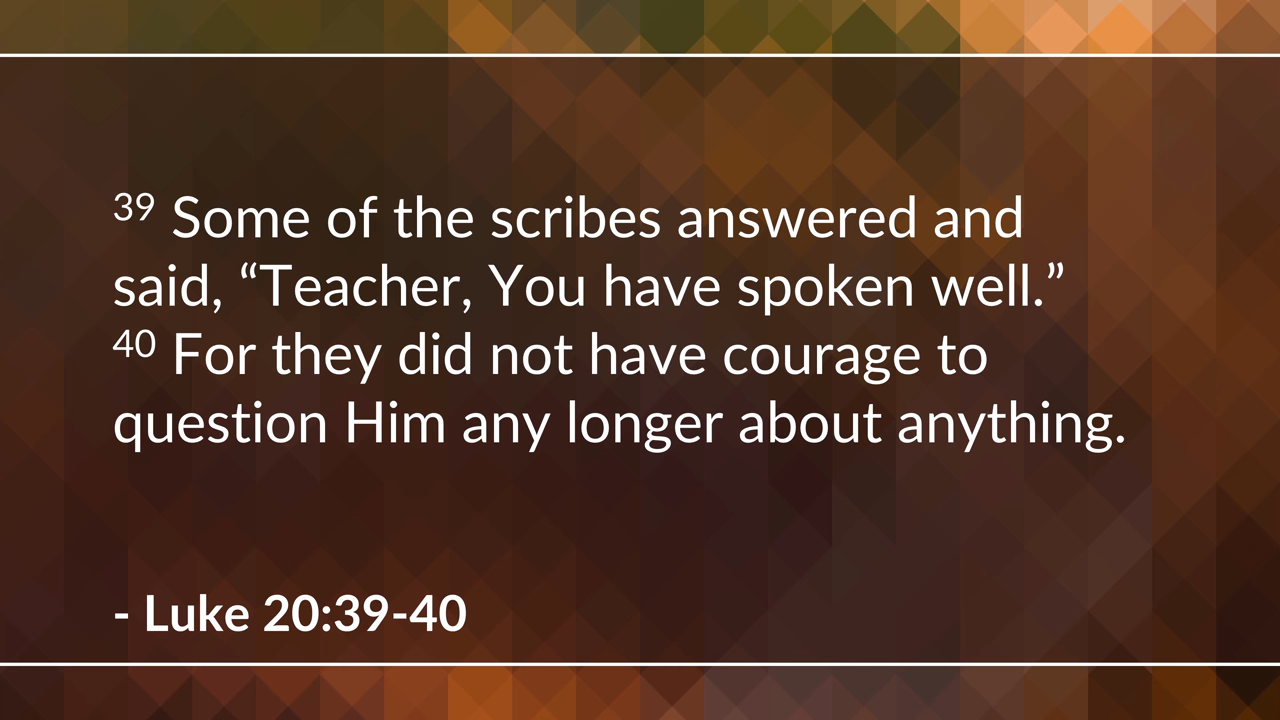 39 Some of the scribes answered and
said, “Teacher, You have spoken well.”
40 For they did not have courage to
question Him any longer about anything.
- Luke 20:39-40